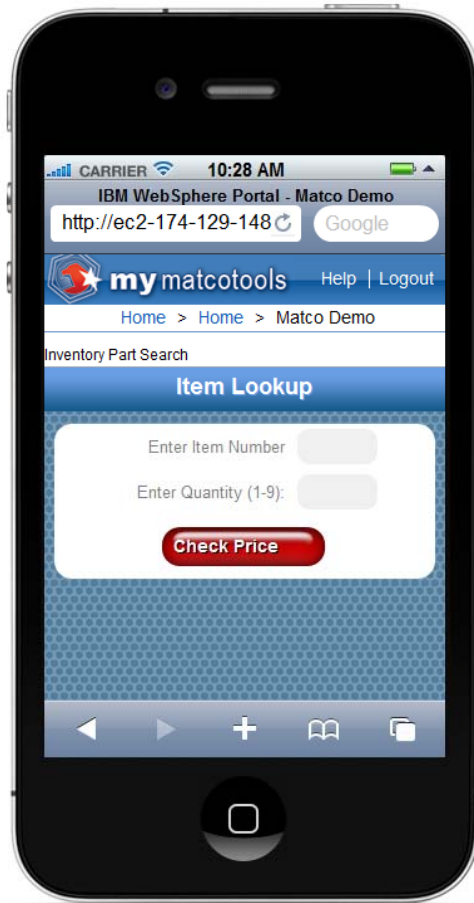 CARRIER 10:28 AM
IBM WebSphere Portal - Matco Demo
http://ec2-174-129-148 Google
my matcotools Help | Logout
Home > Home > Matco Demo
Inventory Part Search
Item Lookup
Enter Item Number
Enter Quantity (1-9):
Check Price